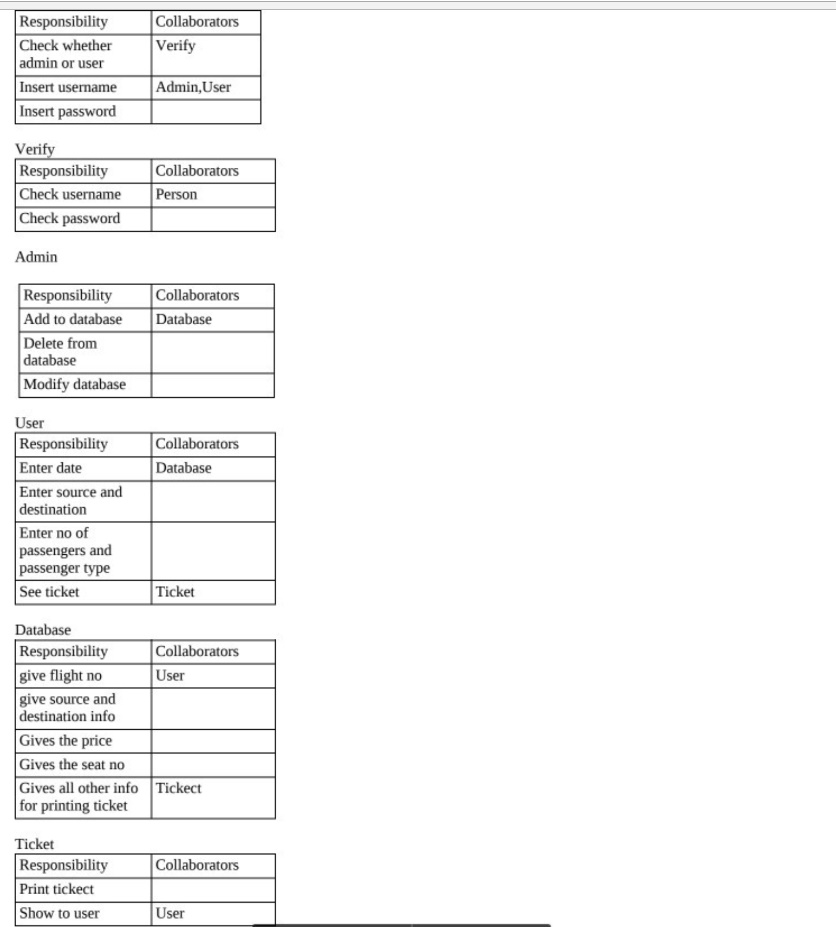 Responsibility Collaborators
Check whether Verify
admin or user
Insert username Admin,User
Insert password
Verify
Responsibility Collaborators
Check username Person
Check password
Admin
Responsibility Collaborators
Add to database Database
Delete from
database
Modify database
User
Responsibility Collaborators
Enter date Database
Enter source and
destination
Enter no of
passengers and
passenger type
See ticket Ticket
Database
Responsibility Collaborators
give flight no User
give source and
destination info
Gives the price
Gives the seat no
Gives all other info Tickect
for printing ticket
Ticket
Responsibility Collaborators
Print tickect
Show to user User